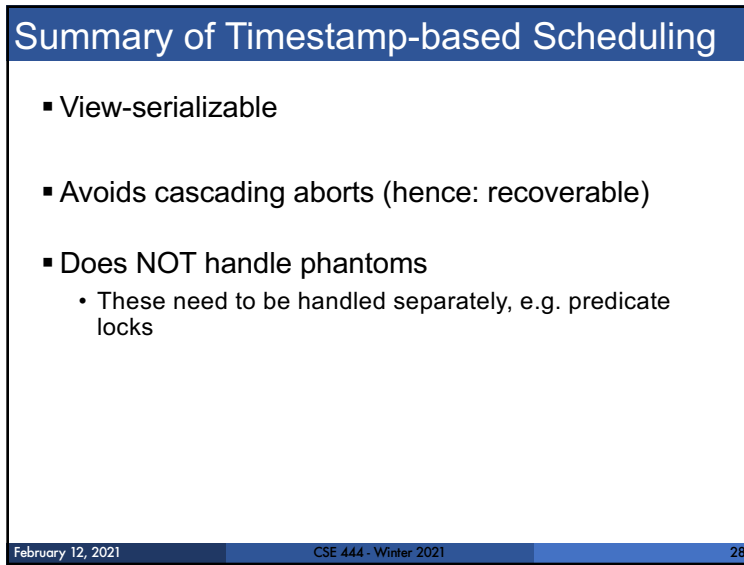 Summary of Timestamp-based Scheduling
▪ View-serializable
▪ Avoids cascading aborts (hence: recoverable)
▪ Does NOT handle phantoms
• These need to be handled separately, e.g. predicate
locks
February 12, 2021 CSE 444 - Winter 2021 28